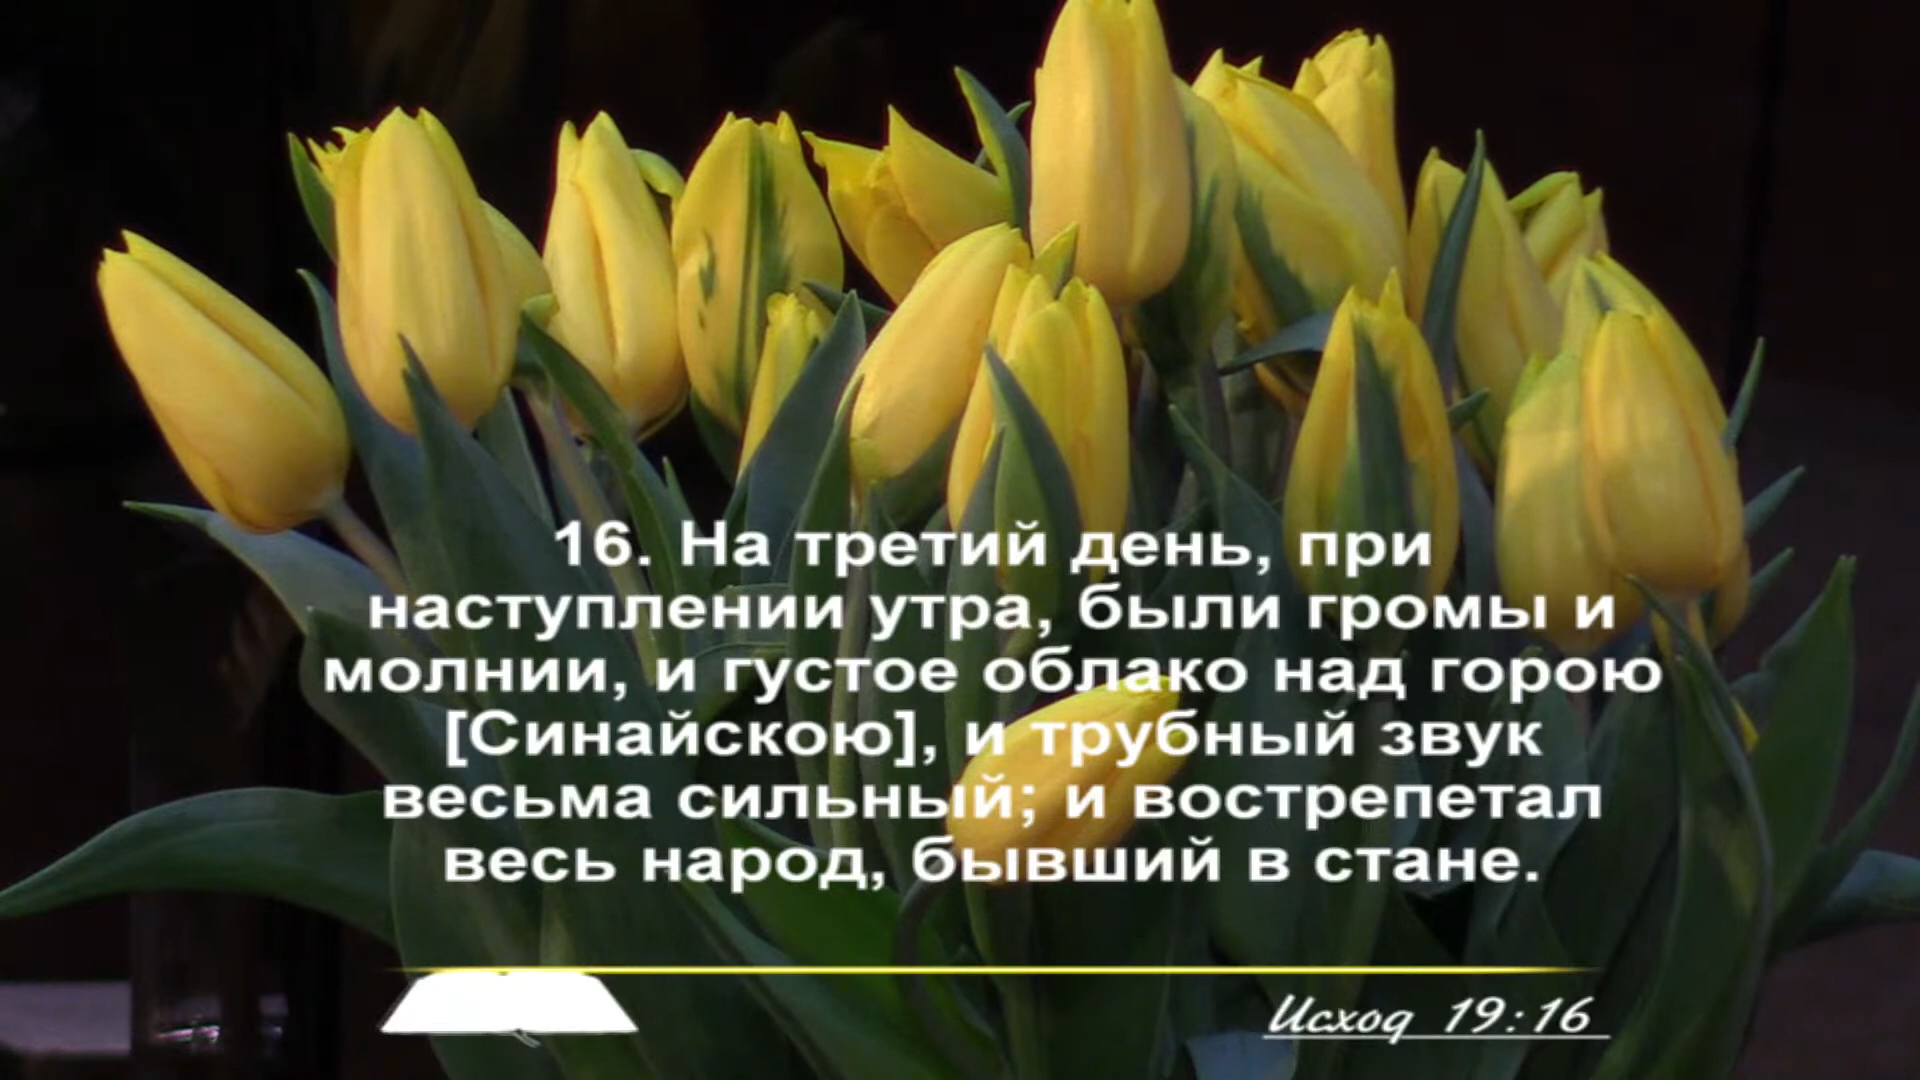 16. На третий день, при
наступлении утра, были громы и
молнии, и густое облако над горою
[Синайскою], и трубный звук
весьма сильный; и вострепетал
весь народ, бывший в стане.
Исход 19:16